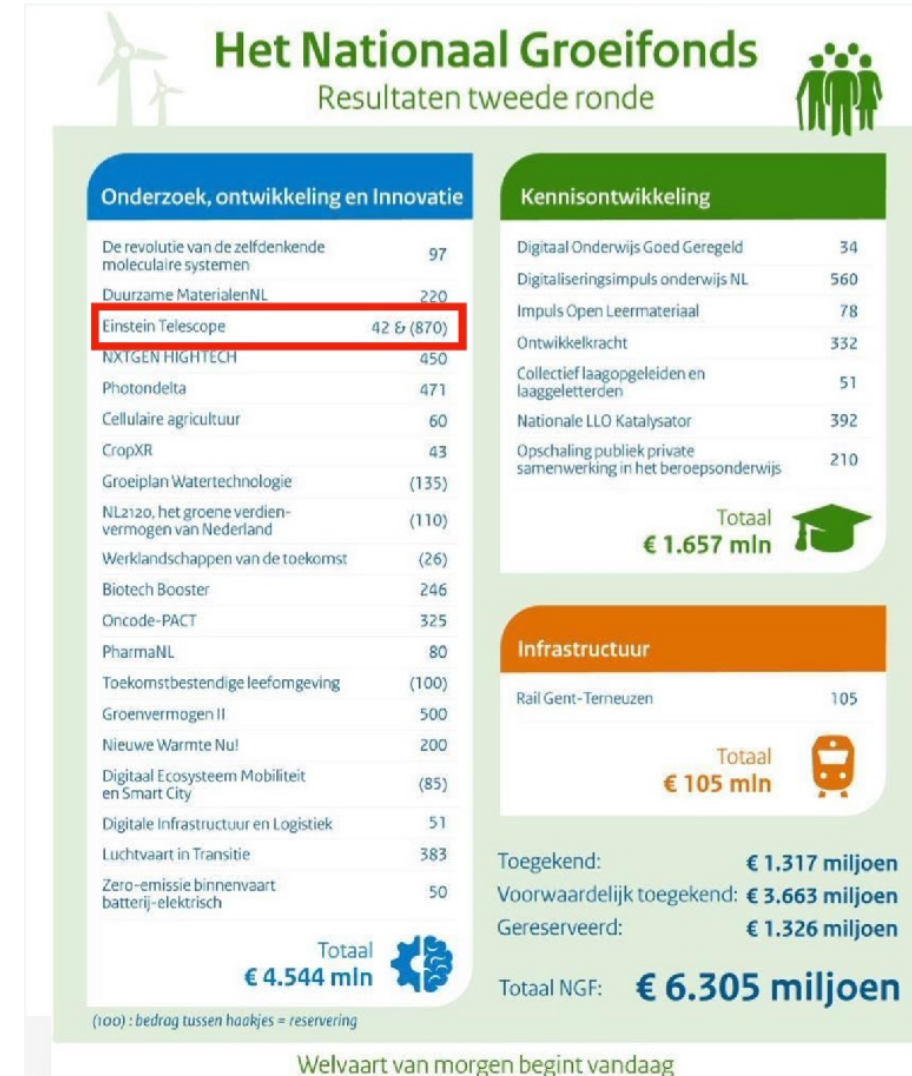 Het Nationaal Groeifonds
Resultaten tweede ronde
Onderzoek, ontwikkeling en Innovatie
De revolutie van de zelfdenkende
moleculaire systemen 97
Duurzame MaterialenNL 220
Einstein Telescope 42 & (870)
NXTGEN HIGHTECH 450
Photondelta 471
Cellulaire agricultuur 60
CropXR 43
Groeiplan Watertechnologie (135)
NL2120, het groene verdien-
vermogen van Nederland (110)
Werklandschappen van de toekomst (26)
Biotech Booster 246
Oncode-PACT 325
PharmaNL 80
Toekomstbestendige leefomgeving (100)
Groenvermogen II 500
Nieuwe Warmte Nu! 200
Digitaal Ecosysteem Mobiliteit
en Smart City (85)
Digitale Infrastructuur en Logistiek 51
Luchtvaart in Transitie 383
Zero-emissie binnenvaart
batterij-elektrisch 50
Totaal
€ 4.544 mln
(100) : bedrag tussen haakjes = reservering
Kennisontwikkeling
Digitaal Onderwijs Goed Geregeld 34
Digitaliseringsimpuls onderwijs NL 560
Impuls Open Leermateriaal 78
Ontwikkelkracht 332
Collectief laagopgeleiden en
laaggeletterden 51
Nationale LLO Katalysator 392
Opschaling publiek private
samenwerking in het beroepsonderwijs 210
Totaal
€ 1.657 mln
Infrastructuur
Rail Gent-Terneuzen 105
Totaal
€ 105 mln
Toegekend: € 1.317 miljoen
Voorwaardelijk toegekend: € 3.663 miljoen
Gereserveerd: € 1.326 miljoen
Totaal NGF: € 6.305 miljoen
Welvaart van morgen begint vandaag